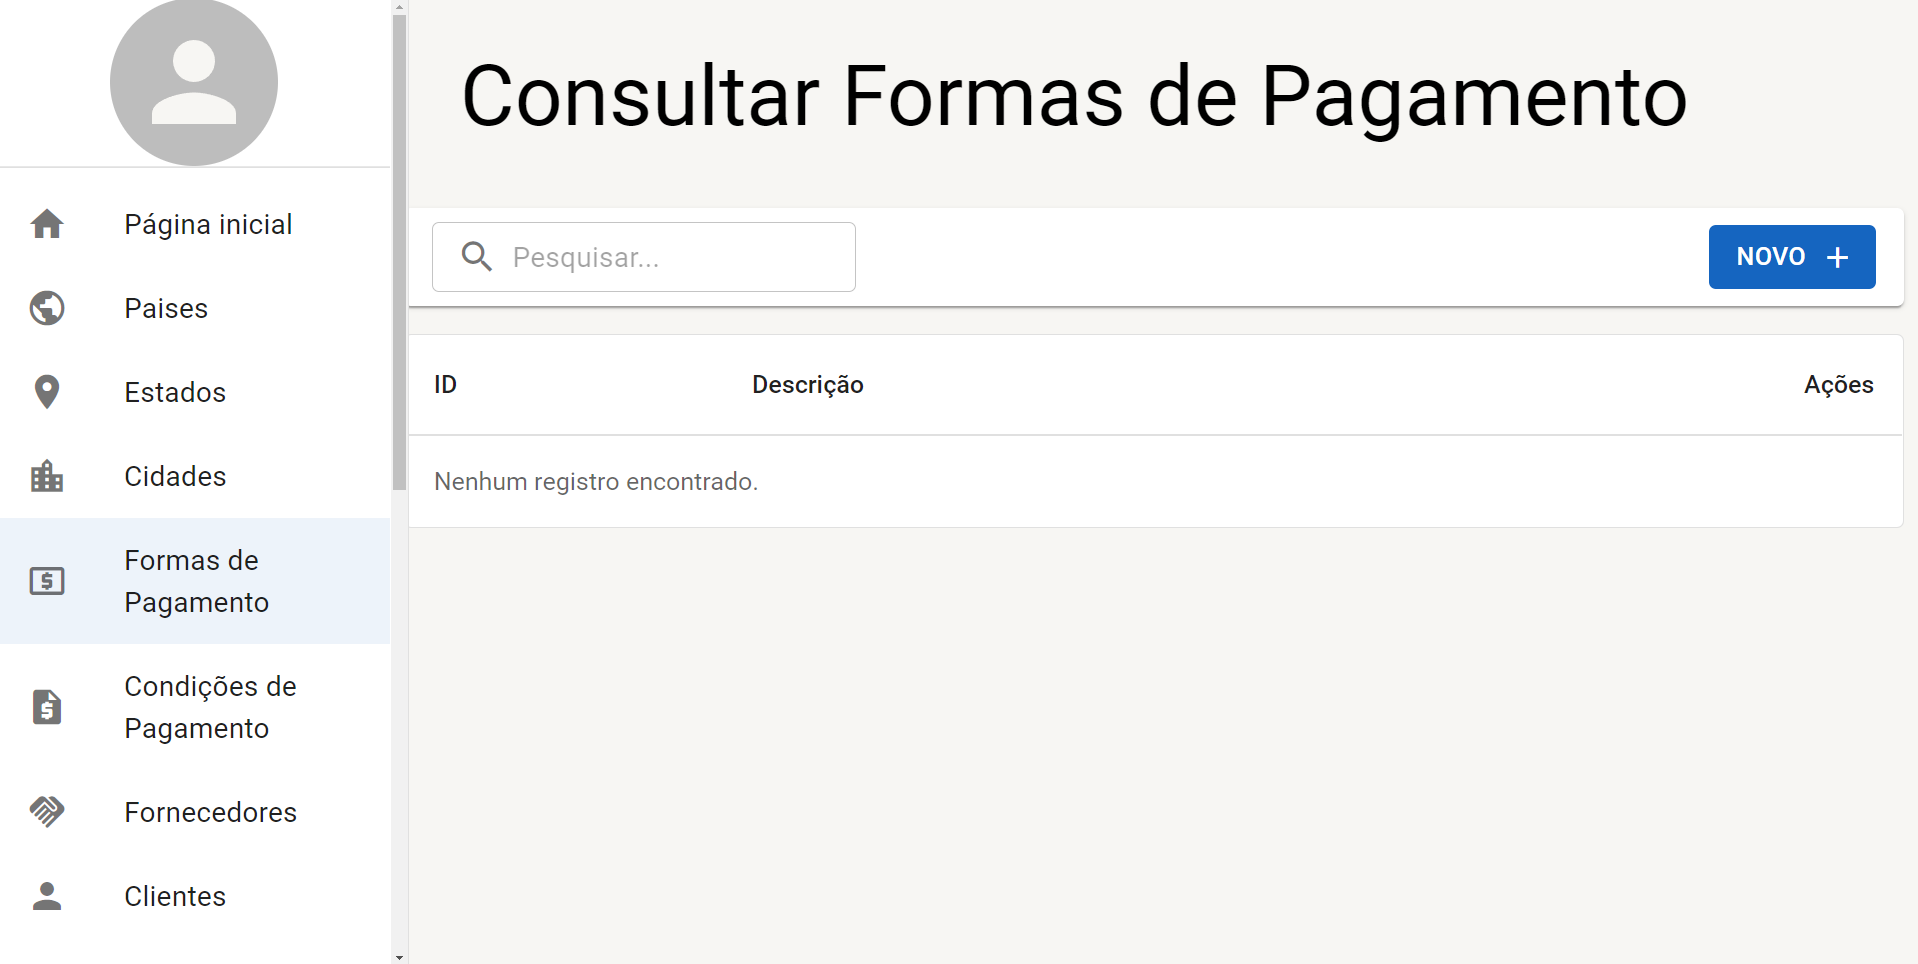 Página inicial
Paises
Estados
Cidades
Formas de
Pagamento
Condições de
Pagamento
Fornecedores
Clientes
Consultar Formas de Pagamento
Pesquisar...
NOVO +
ID Descrição Ações
Nenhum registro encontrado.